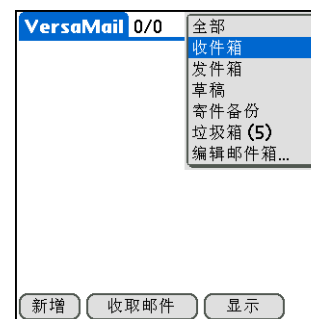 VersaMail 0/0
全部
收件箱
发件箱
草稿
寄件备份
垃圾箱 (5)
编辑邮件箱...
新增 收取邮件 显示